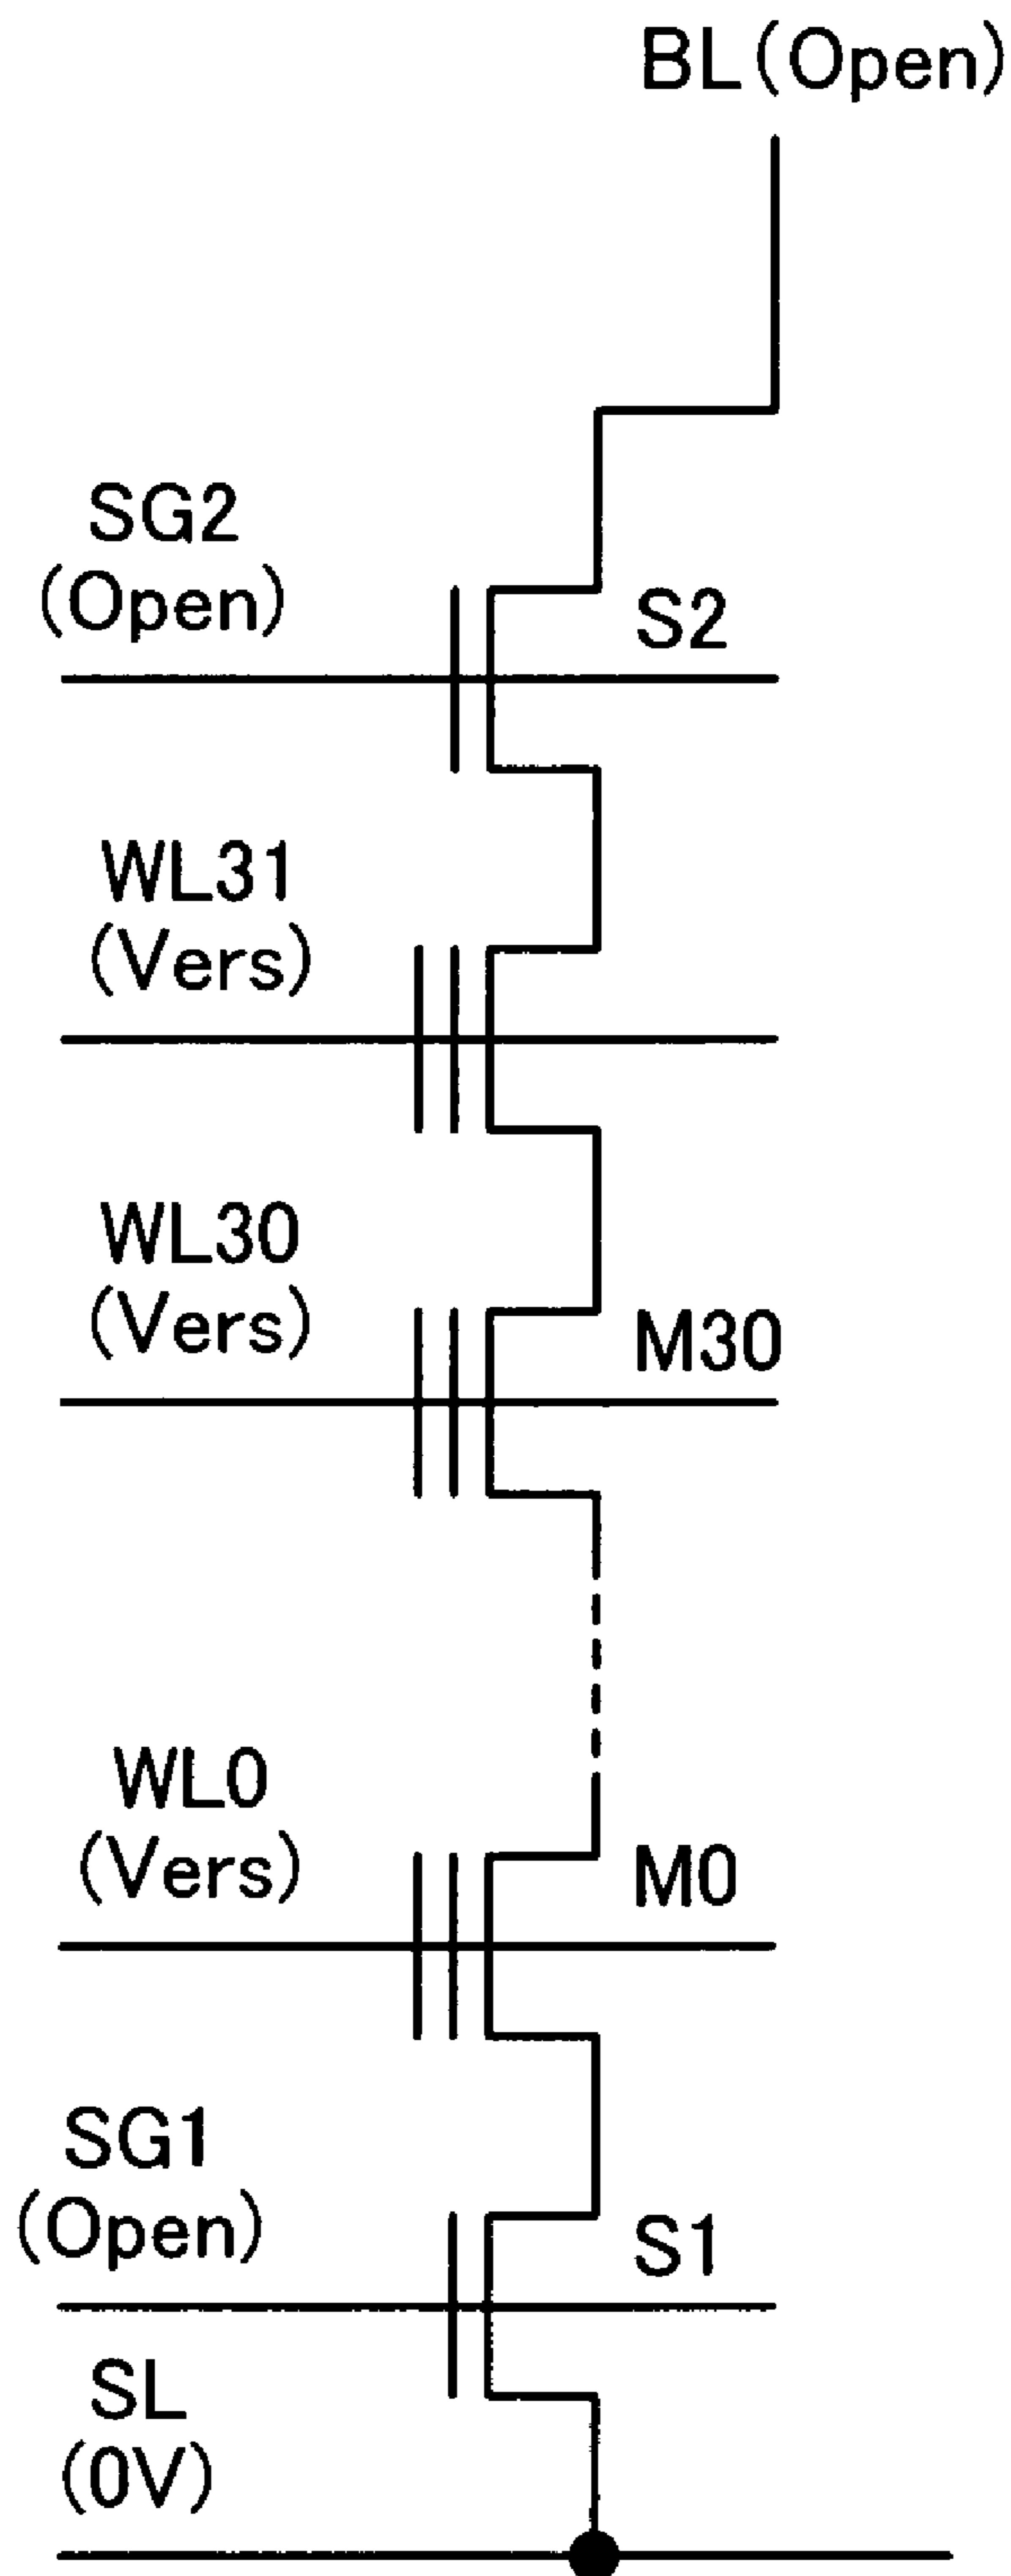 BL(Open)
SG2
(Open)
S2
WL31
(Vers)
WL30
(Vers)
M30
WL0
(Vers)
M0
SG1
(Open)
S1
SL
(0V)